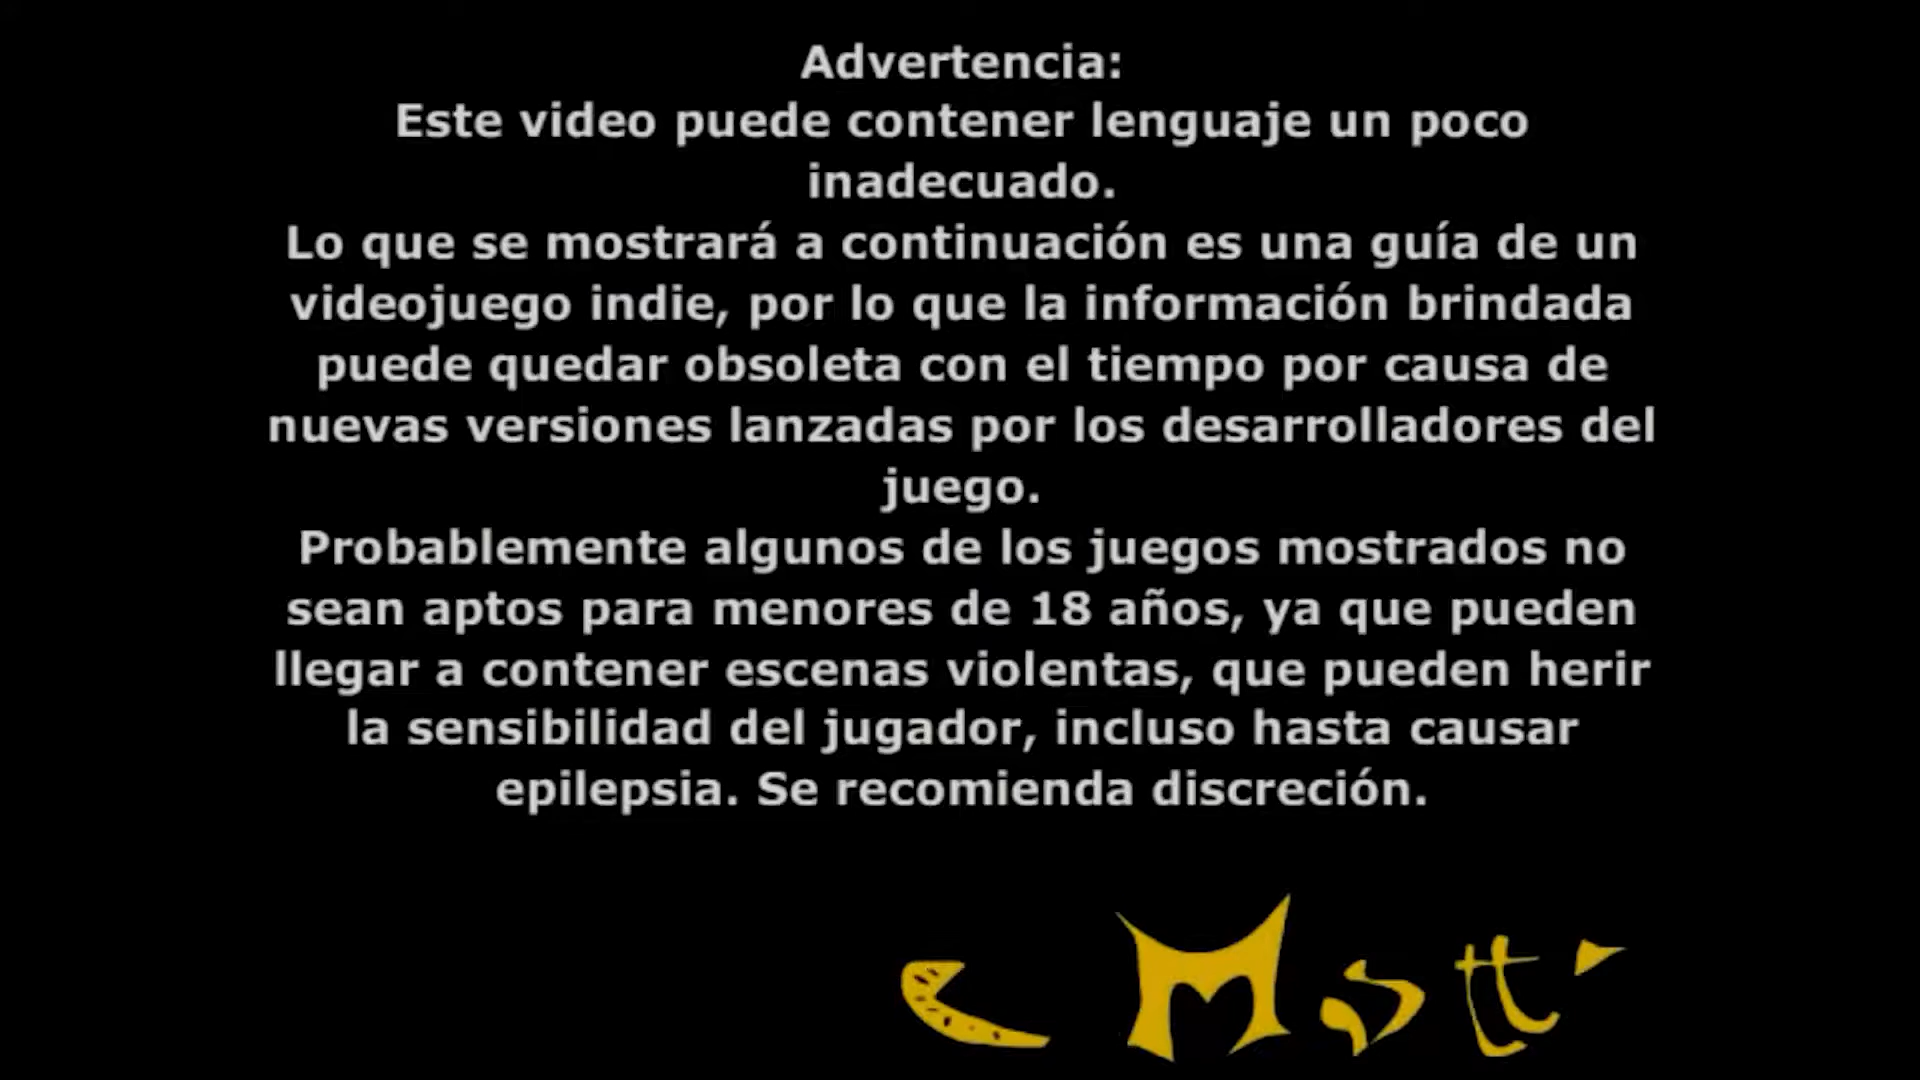 Advertencia:
Este video puede contener lenguaje un poco
inadecuado.
Lo que se mostrará a continuación es una guía de un
videojuego indie, por lo que la información brindada
puede quedar obsoleta con el tiempo por causa de
nuevas versiones lanzadas por los desarrolladores del
juego.
Probablemente algunos de los juegos mostrados no
sean aptos para menores de 18 años, ya que pueden
llegar a contener escenas violentas, que pueden herir
la sensibilidad del jugador, incluso hasta causar
epilepsia. Se recomienda discreción.